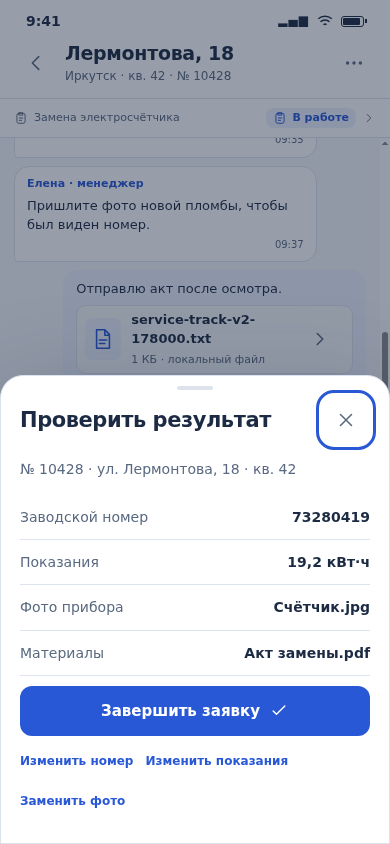 9:41
Лермонтова, 18
Иркутск · кв. 42 · № 10428
Замена электросчётчика
В работе
09:35
Елена · менеджер
Пришлите фото новой пломбы, чтобы
был виден номер.
09:37
Отправлю акт после осмотра.
service-track-v2-
178000.txt
1 КБ · локальный файл
Проверить результат
№ 10428 · ул. Лермонтова, 18 · кв. 42
Заводской номер 73280419
Показания 19,2 кВт·ч
Фото прибора Счётчик.jpg
Материалы Акт замены.pdf
Завершить заявку
Изменить номер Изменить показания
Заменить фото